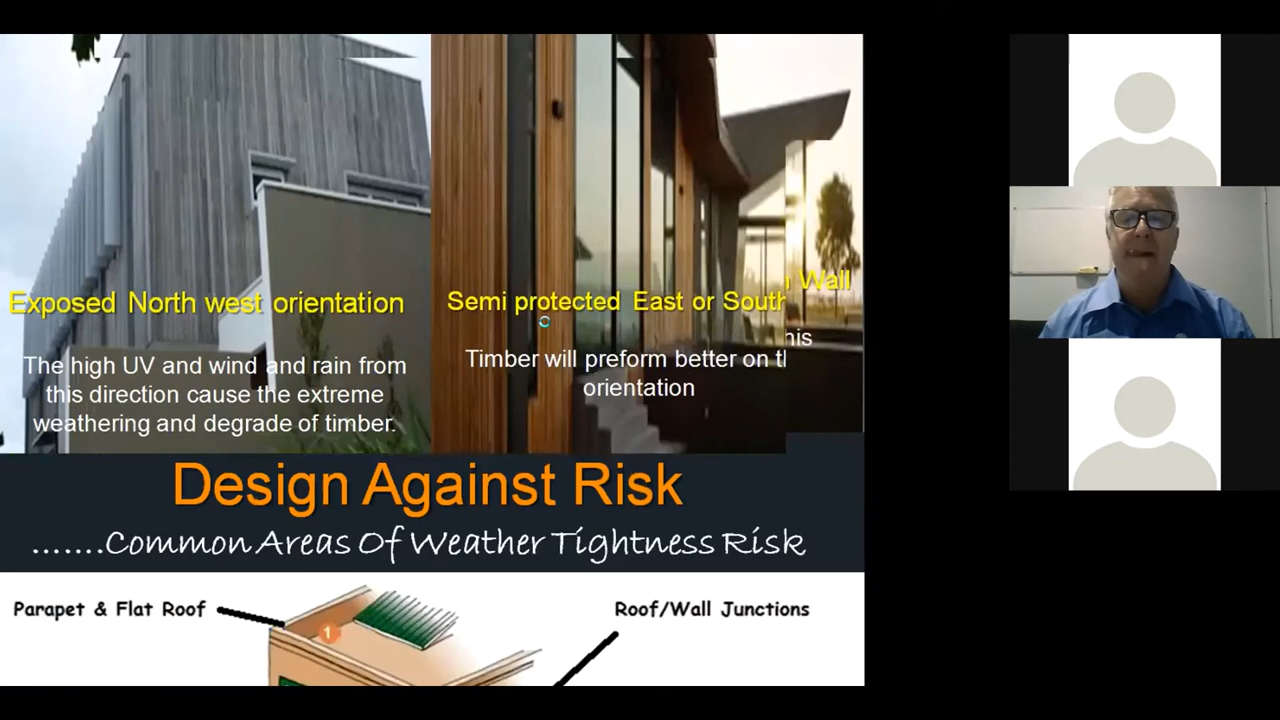 Exposed North west orientation
The high UV and wind and rain from
this direction cause the extreme
weathering and degrade of timber.
Semi protected East or South
Wall
his
Timber will preform better on t
orientation
Design Against Risk
.......Common Areas Of Weather Tightness Risk
Parapet & Flat Roof
1
Roof/Wall Junctions